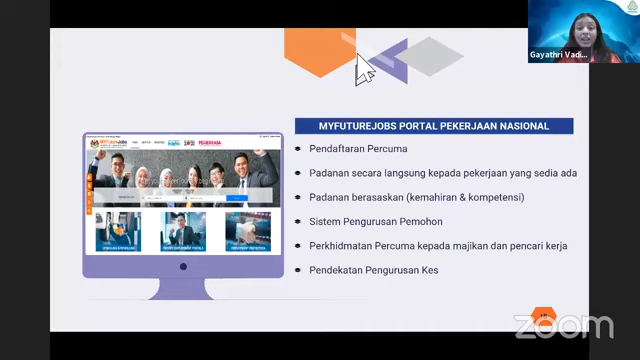 Gayathri Vadi...
MYFUTUREJOBS PORTAL PEKERJAAN NASIONAL
Pendaftaran Percuma
Padanan secara langsung kepada pekerjaan yang sedia ada
Padanan berasaskan (kemahiran & kompetensi)
Sistem Pengurusan Pemohon
Perkhidmatan Percuma kepada majikan dan pencari kerja
Pendekatan Pengurusan Kes
MYFutureJobs
zoom